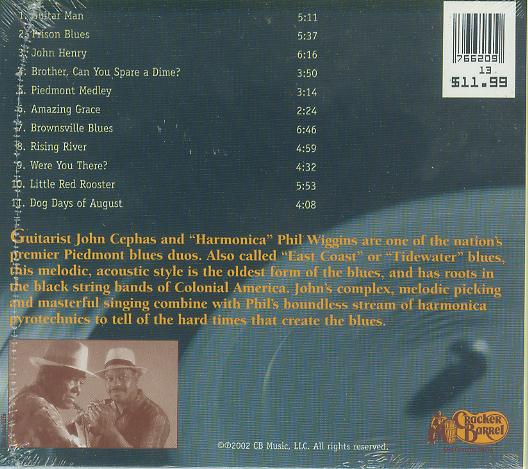 1. Guitar Man 5:11
2. Prison Blues 5:37
3. John Henry 6:16
4. Brother, Can You Spare a Dime? 3:50
5. Piedmont Medley 3:14
6. Amazing Grace 2:24
7. Brownsville Blues 6:46
8. Rising River 4:59
9. Were You There? 4:32
10. Little Red Rooster 5:53
11. Dog Days of August 4:08
766209
13
$11.99
Guitarist John Cephas and “Harmonica” Phil Wiggins are one of the nation’s
premier Piedmont blues duos. Also called “East Coast” or “Tidewater” blues,
this melodic, acoustic style is the oldest form of the blues, and has roots in
the black string bands of Colonial America. John’s complex, melodic picking
and masterful singing combine with Phil’s boundless stream of harmonica
pyrotechnics to tell of the hard times that create the blues.
©℗2002 CB Music, LLC. All rights reserved.
Cracker
Barrel